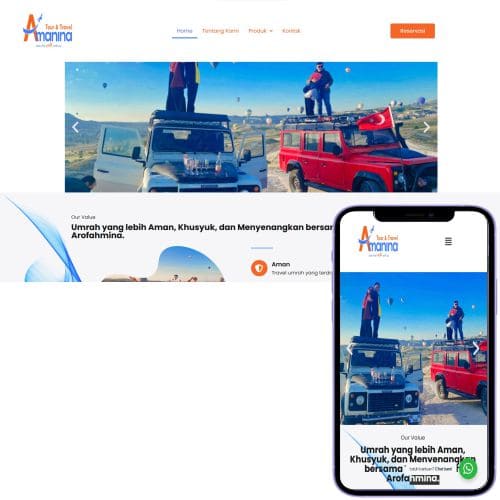 Tour & Travel
Amanina
Home
Tentang Kami
Produk
Kontak
Reservasi
Our Value
Umrah yang lebih Aman, Khusyuk, dan Menyenangkan bersam
Arofahmina.
Aman
Travel umrah yang terd
Tour & Travel
Amanina
Our Value
Umrah yang lebih Aman,
Khusyuk, dan Menyenangkan
bersama
Arofahmina.